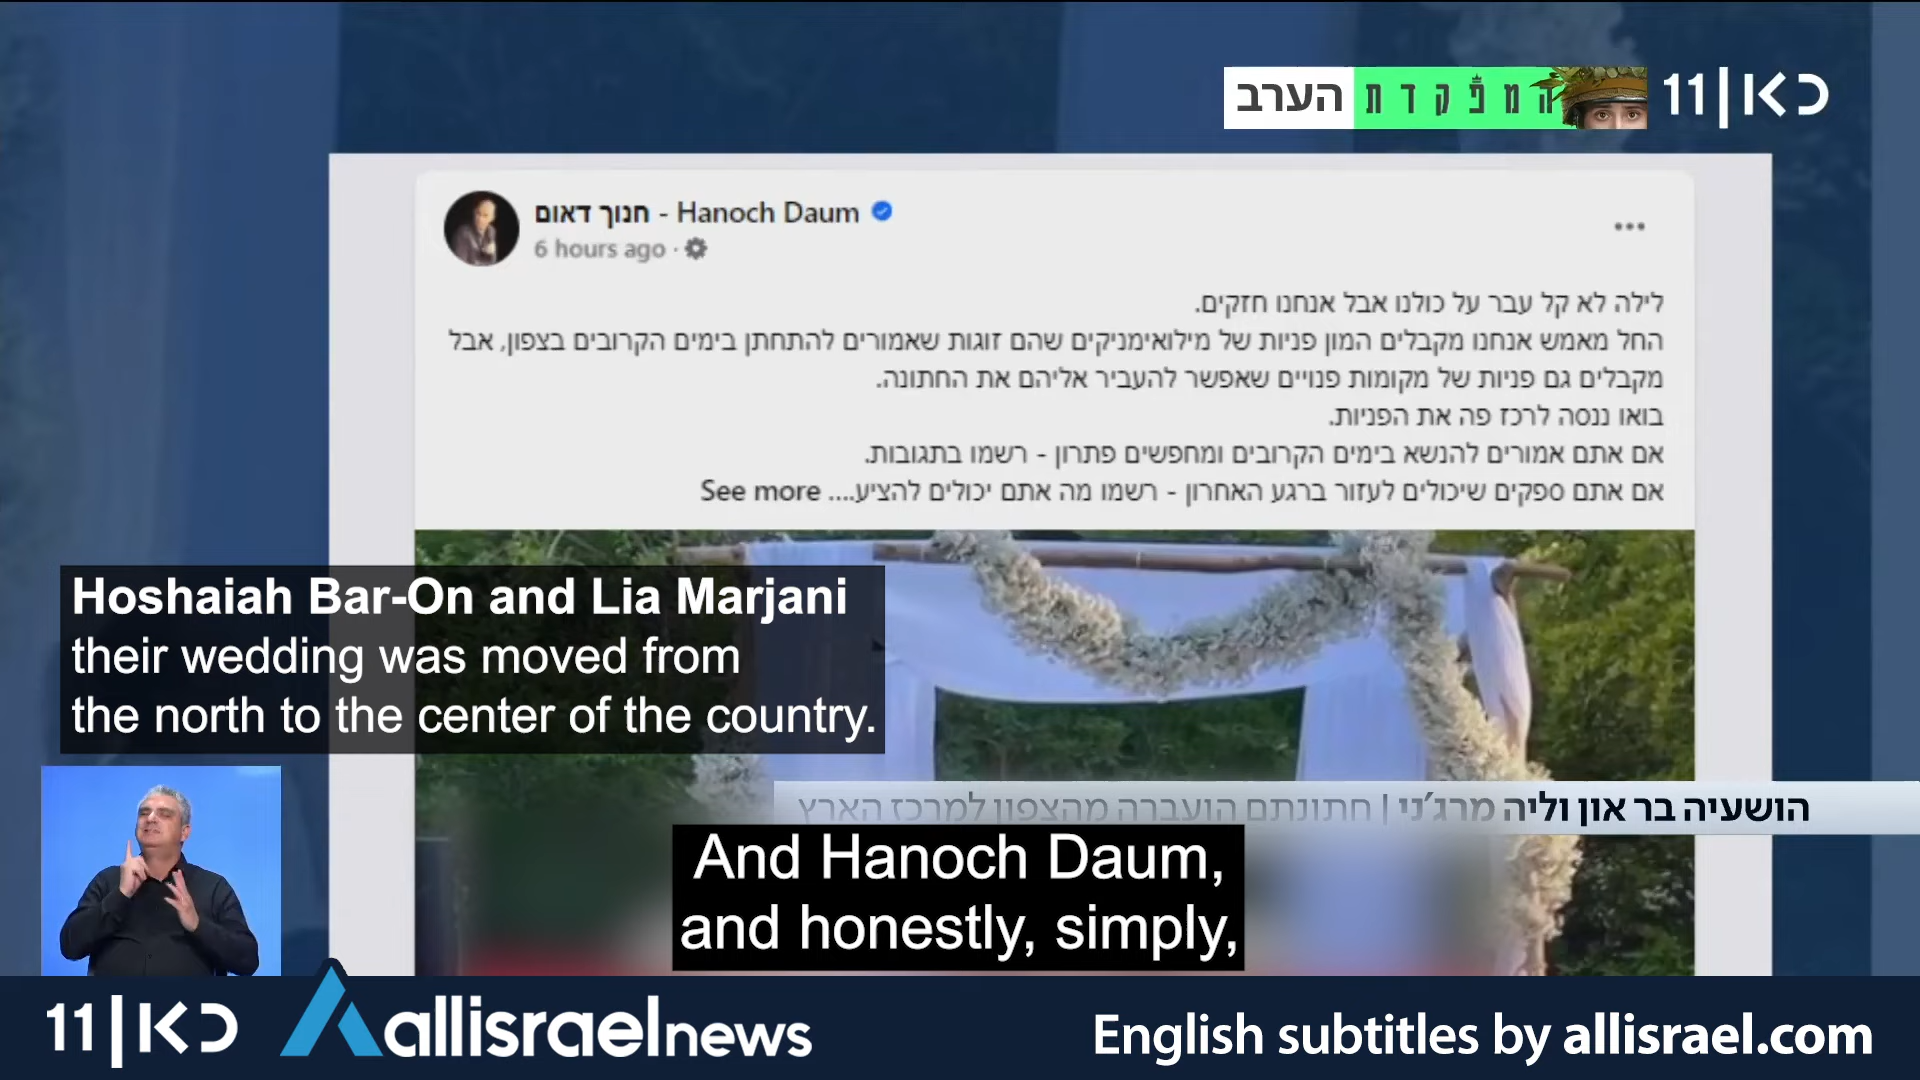 הערב המפקדת
כאן|11
חנוך דאום - Hanoch Daum
6 hours ago ·
לילה לא קל עבר על כולנו אבל אנחנו חזקים.
החל מאמש אנחנו מקבלים המון פניות של מילואימניקים שהם זוגות שאמורים להתחתן בימים הקרובים בצפון, אבל
מקבלים גם פניות של מקומות פנויים שאפשר להעביר אליהם את החתונה.
בואו ננסה לרכז פה את הפניות.
אם אתם אמורים להנשא בימים הקרובים ומחפשים פתרון - רשמו בתגובות.
אם אתם ספקים שיכולים לעזור ברגע האחרון - רשמו מה אתם יכולים להציע.... See more
Hoshaiah Bar-On and Lia Marjani
their wedding was moved from
the north to the center of the country.
הושעיה בר און וליה מרג'ני | חתונתם הועברה מהצפון למרכז הארץ
And Hanoch Daum,
and honestly, simply,
כאן|11
allisraelnews
English subtitles by allisrael.com